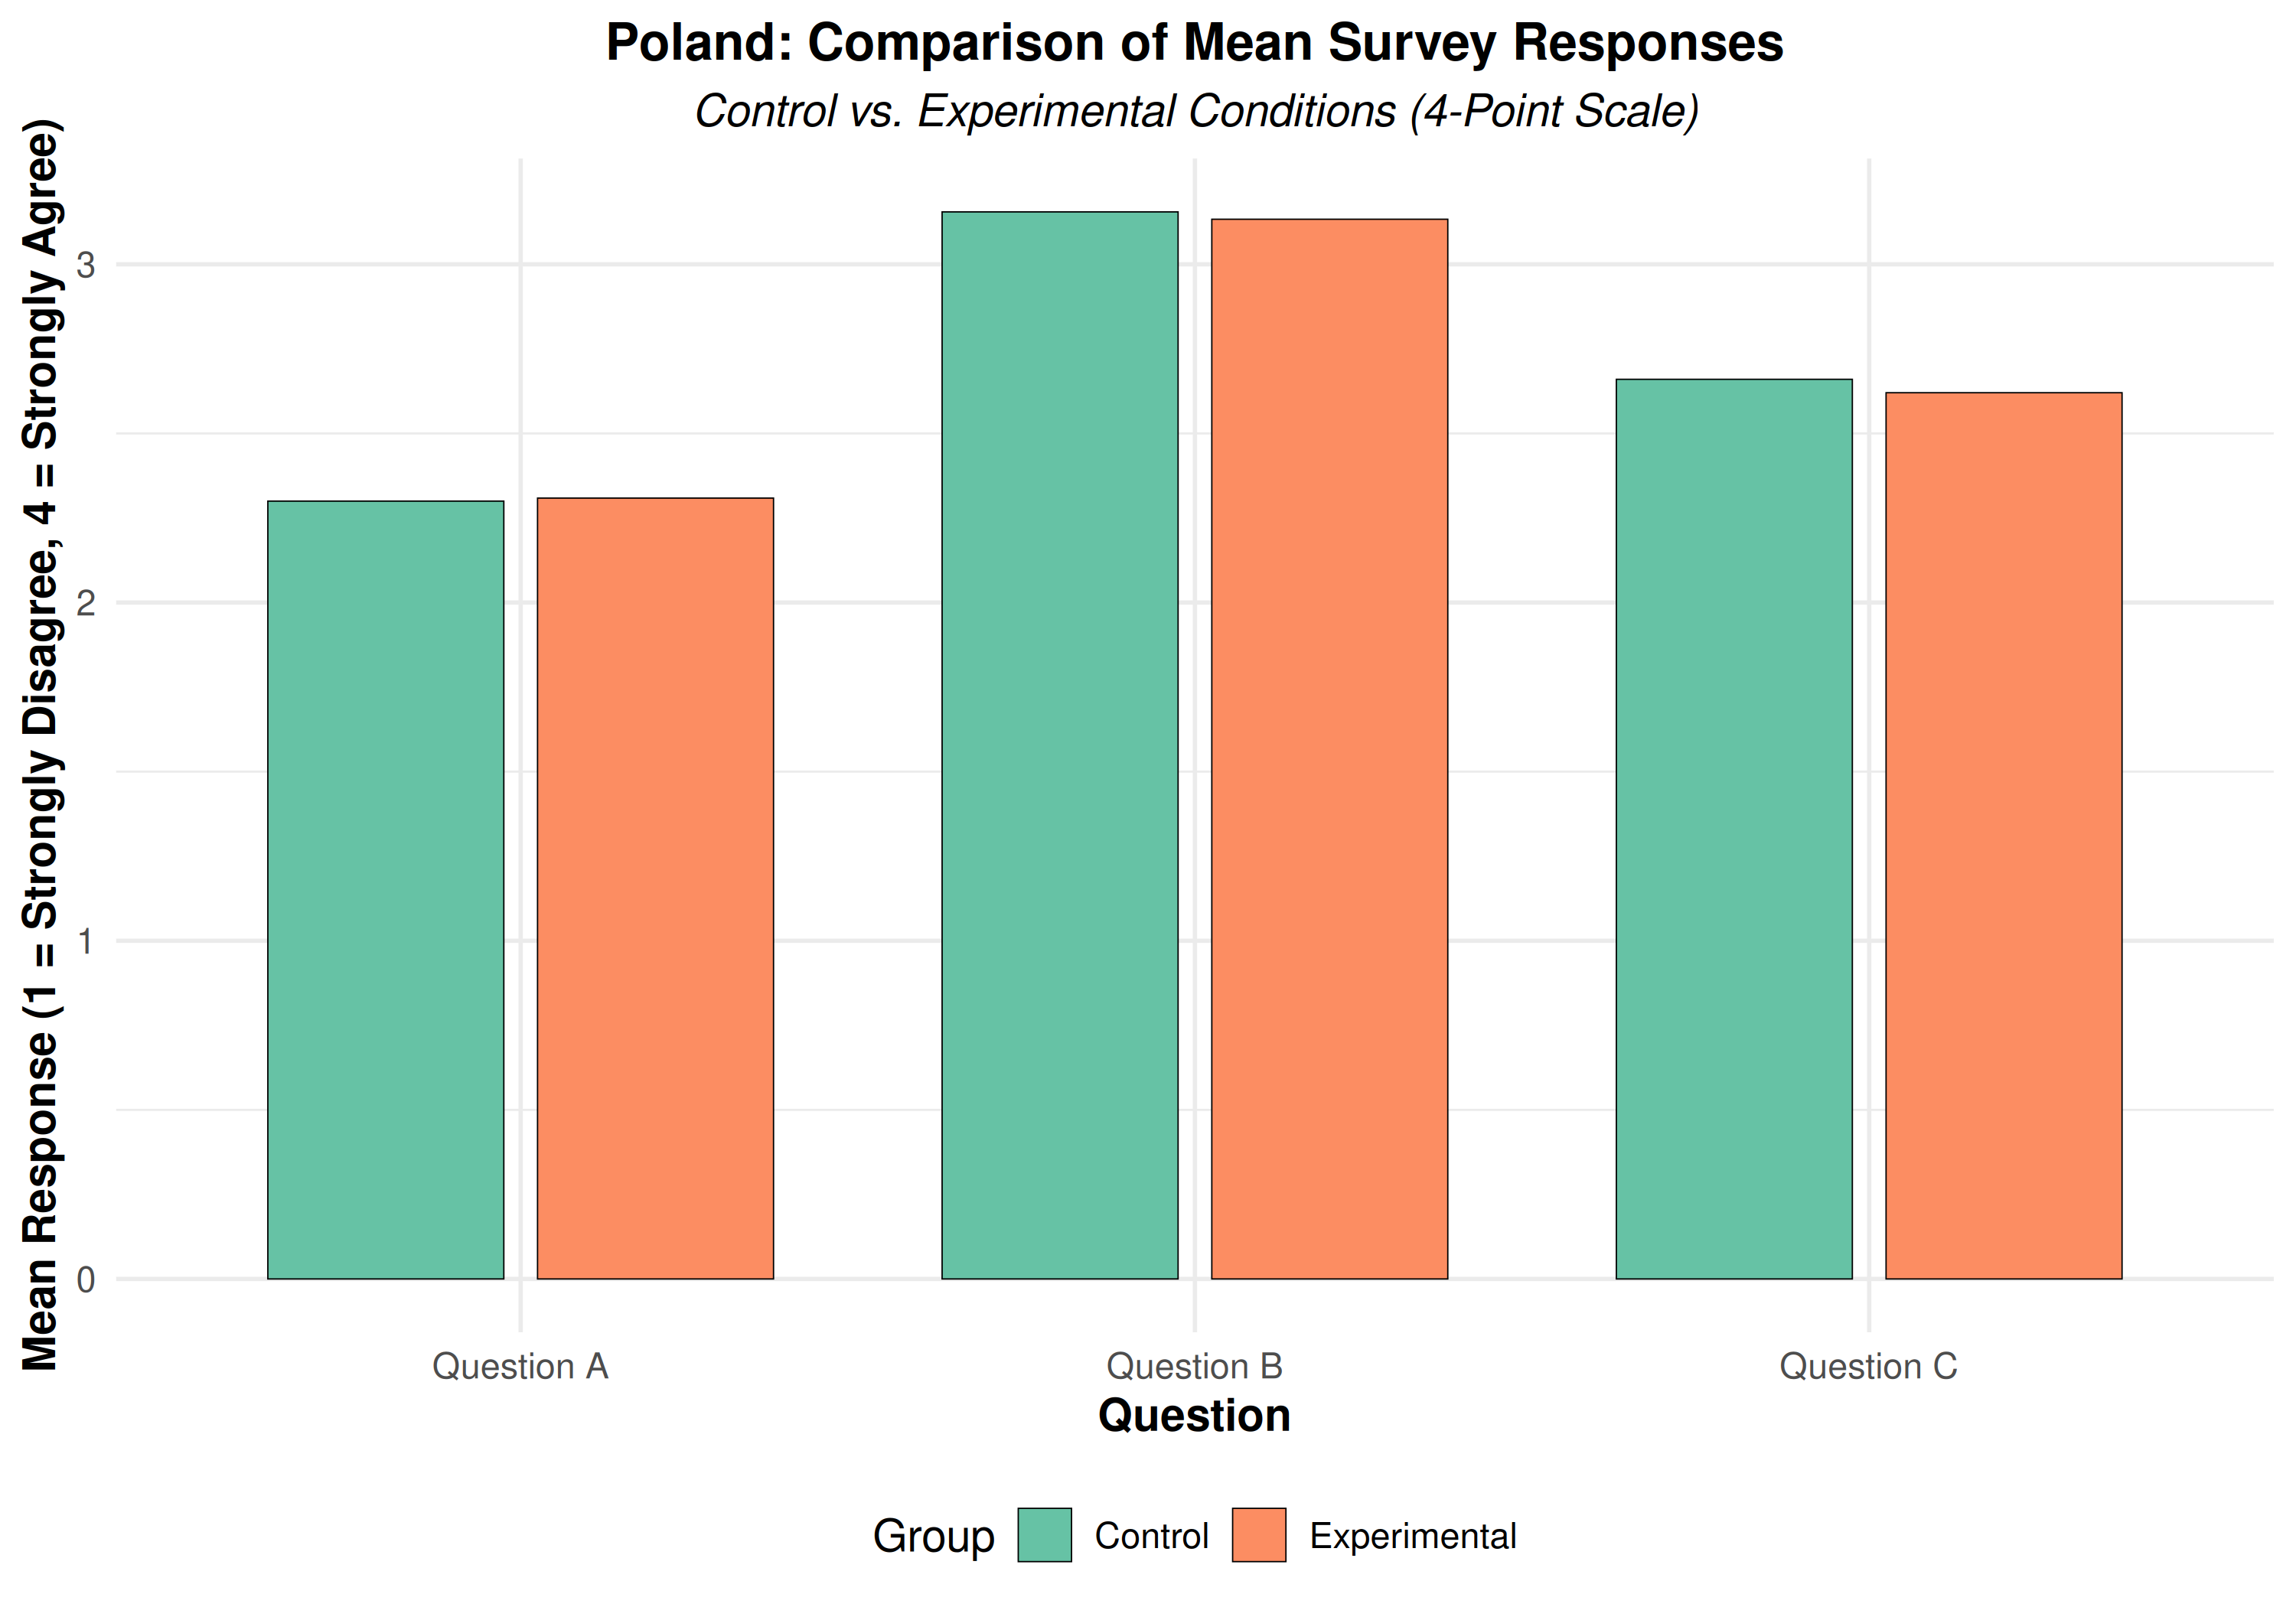 Poland: Comparison of Mean Survey Responses
Control vs. Experimental Conditions (4-Point Scale)
Mean Response (1 = Strongly Disagree, 4 = Strongly Agree)
3
2
1
0
Question A
Question B
Question C
Question
Group
Control
Experimental